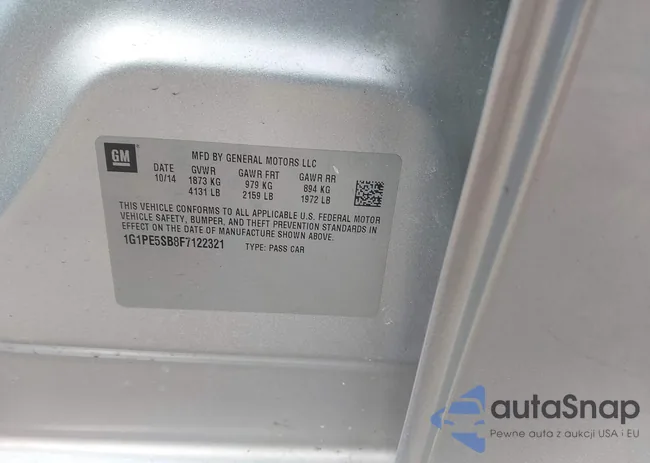 GM
MFD BY GENERAL MOTORS LLC
DATE GVWR GAWR FRT GAWR RR
10/14 1873 KG 979 KG 894 KG
4131 LB 2159 LB 1972 LB
THIS VEHICLE CONFORMS TO ALL APPLICABLE U.S. FEDERAL MOTOR
VEHICLE SAFETY, BUMPER, AND THEFT PREVENTION STANDARDS IN
EFFECT ON THE DATE OF MANUFACTURE SHOWN ABOVE.
1G1PE5SB8F7122321 TYPE: PASS CAR
autaSnap
Pewne auta z aukcji USA i EU